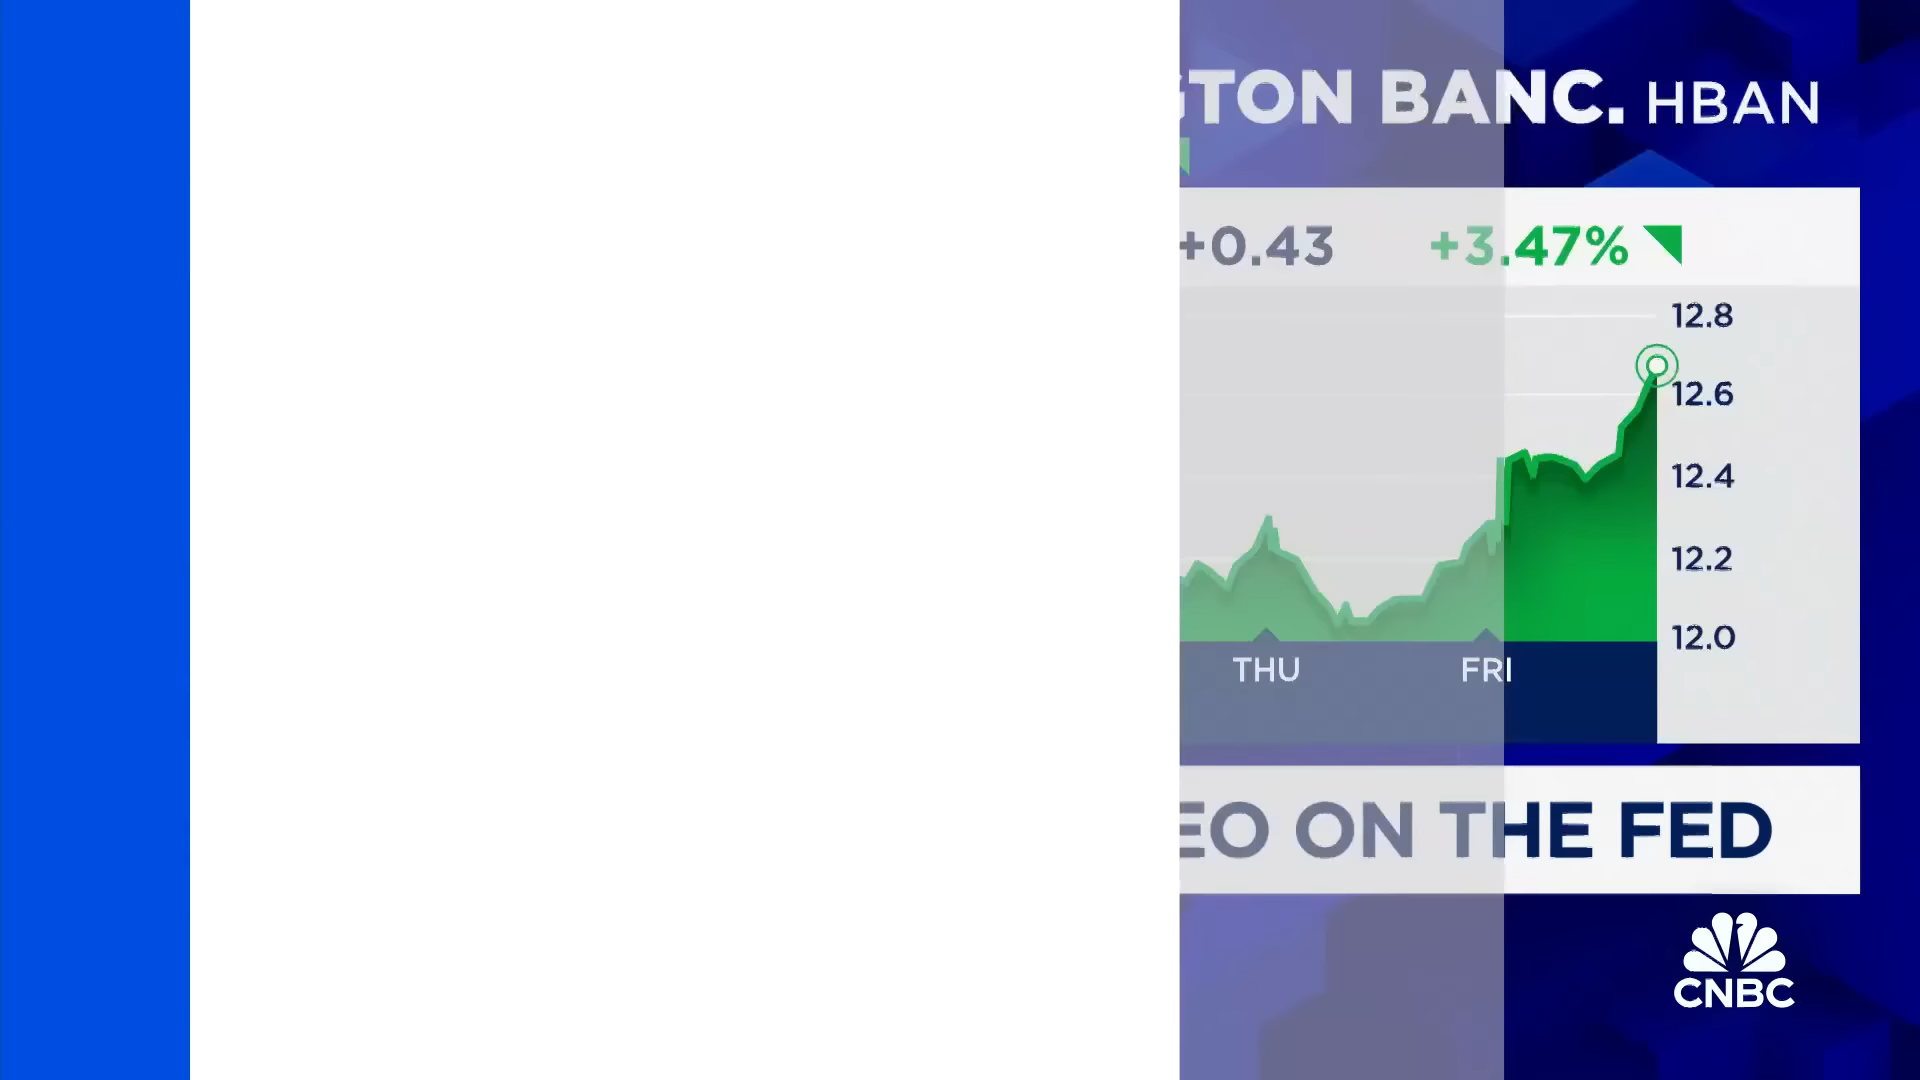 GTON BANC. HBAN
+0.43 +3.47%
12.8
12.6
12.4
12.2
12.0
THU FRI
EO ON THE FED
CNBC